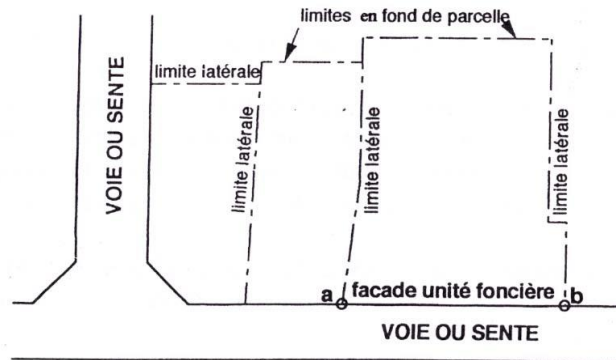 limites en fond de parcelle
limite latérale
VOIE OU SENTE
limite latérale
limite latérale
limite latérale
a facade unité foncière b
VOIE OU SENTE